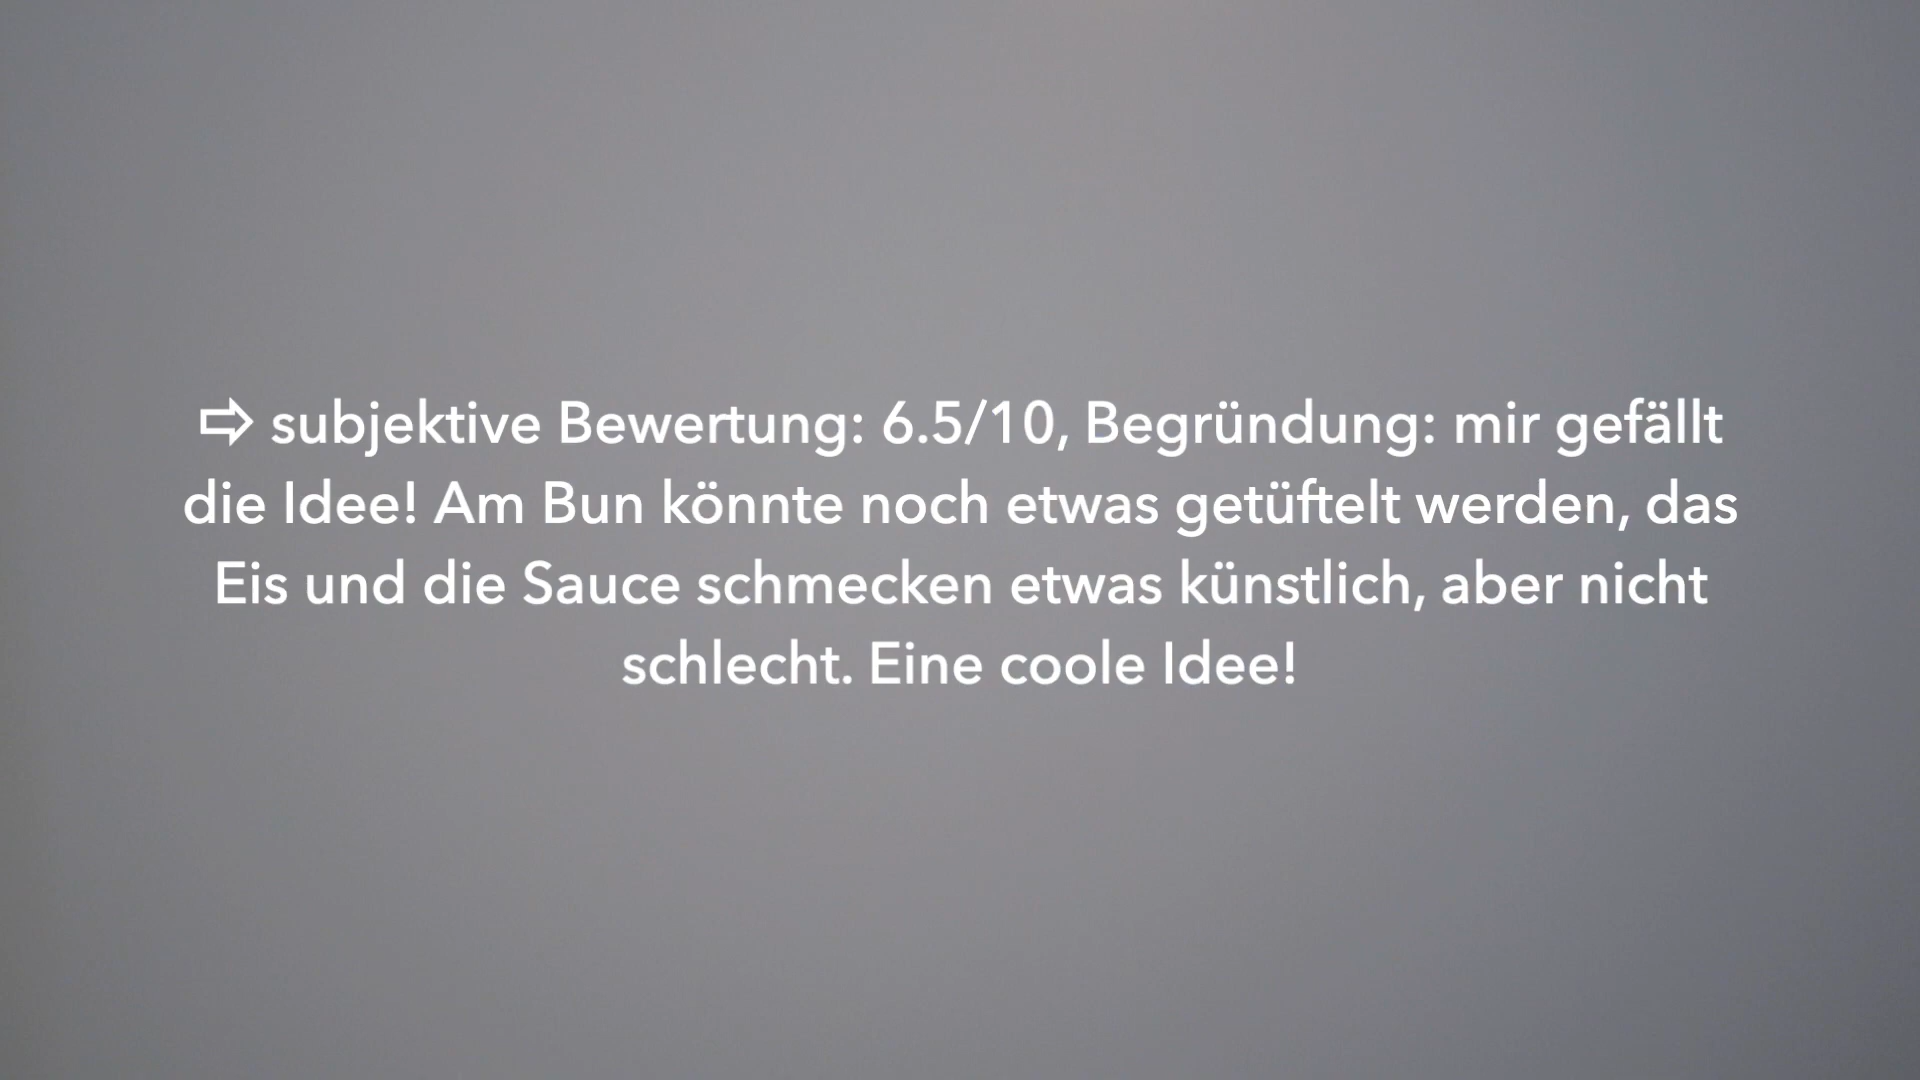 ⇨ subjektive Bewertung: 6.5/10, Begründung: mir gefällt
die Idee! Am Bun könnte noch etwas getüftelt werden, das
Eis und die Sauce schmecken etwas künstlich, aber nicht
schlecht. Eine coole Idee!